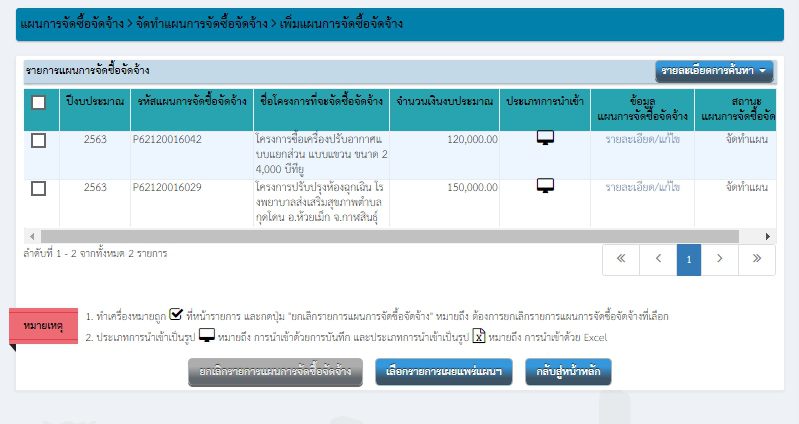 แผนการจัดซื้อจัดจ้าง > จัดทำแผนการจัดซื้อจัดจ้าง > เพิ่มแผนการจัดซื้อจัดจ้าง
รายการแผนการจัดซื้อจัดจ้าง
รายละเอียดการค้นหา
ปีงบประมาณ รหัสแผนการจัดซื้อจัดจ้าง ชื่อโครงการที่จะจัดซื้อจัดจ้าง จำนวนเงินงบประมาณ ประเภทการนำเข้า ข้อมูล สถานะ
แผนการจัดซื้อจัดจ้าง แผนการจัดซื้อจัด
2563 P62120016042 โครงการซื้อเครื่องปรับอากาศแ 120,000.00 รายละเอียด/แก้ไข จัดทำแผน
บบแยกส่วน แบบแขวน ขนาด 2
4,000 บีทียู
2563 P62120016029 โครงการปรับปรุงห้องฉุกเฉิน โร 150,000.00 รายละเอียด/แก้ไข จัดทำแผน
งพยาบาลส่งเสริมสุขภาพตำบล
กุดโดน อ.ห้วยเม็ก จ.กาฬสินธุ์
ลำดับที่ 1 - 2 จากทั้งหมด 2 รายการ
« < 1 > »
หมายเหตุ
1. ทำเครื่องหมายถูก ที่หน้ารายการ และกดปุ่ม "ยกเลิกรายการแผนการจัดซื้อจัดจ้าง" หมายถึง ต้องการยกเลิกรายการแผนการจัดซื้อจัดจ้างที่เลือก
2. ประเภทการนำเข้าเป็นรูป หมายถึง การนำเข้าด้วยการบันทึก และประเภทการนำเข้าเป็นรูป หมายถึง การนำเข้าด้วย Excel
ยกเลิกรายการแผนการจัดซื้อจัดจ้าง เลือกรายการเผยแพร่แผนฯ กลับสู่หน้าหลัก